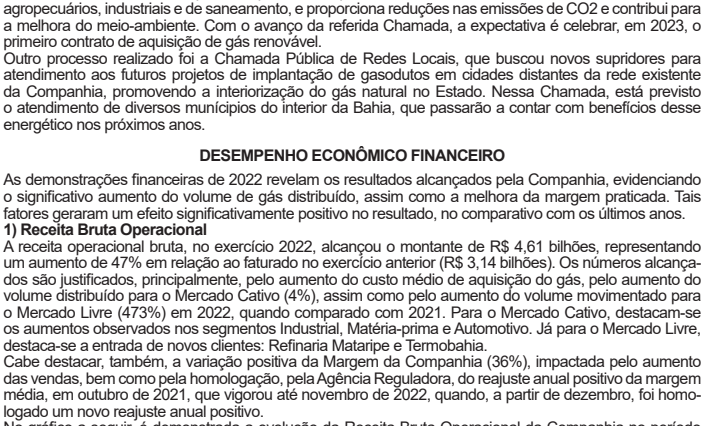 agropecuários, industriais e de saneamento, e proporciona reduções nas emissões de CO2 e contribui para
a melhora do meio-ambiente. Com o avanço da referida Chamada, a expectativa é celebrar, em 2023, o
primeiro contrato de aquisição de gás renovável.
Outro processo realizado foi a Chamada Pública de Redes Locais, que buscou novos supridores para
atendimento aos futuros projetos de implantação de gasodutos em cidades distantes da rede existente
da Companhia, promovendo a interiorização do gás natural no Estado. Nessa Chamada, está previsto
o atendimento de diversos munícipios do interior da Bahia, que passarão a contar com benefícios desse
energético nos próximos anos.
DESEMPENHO ECONÔMICO FINANCEIRO
As demonstrações financeiras de 2022 revelam os resultados alcançados pela Companhia, evidenciando
o significativo aumento do volume de gás distribuído, assim como a melhora da margem praticada. Tais
fatores geraram um efeito significativamente positivo no resultado, no comparativo com os últimos anos.
1) Receita Bruta Operacional
A receita operacional bruta, no exercício 2022, alcançou o montante de R$ 4,61 bilhões, representando
um aumento de 47% em relação ao faturado no exercício anterior (R$ 3,14 bilhões). Os números alcança-
dos são justificados, principalmente, pelo aumento do custo médio de aquisição do gás, pelo aumento do
volume distribuído para o Mercado Cativo (4%), assim como pelo aumento do volume movimentado para
o Mercado Livre (473%) em 2022, quando comparado com 2021. Para o Mercado Cativo, destacam-se
os aumentos observados nos segmentos Industrial, Matéria-prima e Automotivo. Já para o Mercado Livre,
destaca-se a entrada de novos clientes: Refinaria Mataripe e Termobahia.
Cabe destacar, também, a variação positiva da Margem da Companhia (36%), impactada pelo aumento
das vendas, bem como pela homologação, pela Agência Reguladora, do reajuste anual positivo da margem
média, em outubro de 2021, que vigorou até novembro de 2022, quando, a partir de dezembro, foi homo-
logado um novo reajuste anual positivo.
No gráfico a seguir, é demonstrada a evolução da Receita Bruta Operacional da Companhia no período